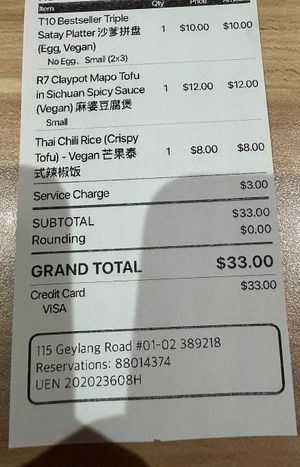 Item Qty Price Amount
T10 Bestseller Triple
Satay Platter 沙爹拼盘 1 $10.00 $10.00
(Egg, Vegan)
No Egg、Small (2x3)
R7 Claypot Mapo Tofu
in Sichuan Spicy Sauce 1 $12.00 $12.00
(Vegan) 麻婆豆腐煲
Small
Thai Chili Rice (Crispy
Tofu) - Vegan 芒果泰 1 $8.00 $8.00
式辣椒饭
Service Charge $3.00
SUBTOTAL $33.00
Rounding $0.00
GRAND TOTAL $33.00
Credit Card $33.00
VISA
115 Geylang Road #01-02 389218
Reservations: 88014374
UEN 202023608H